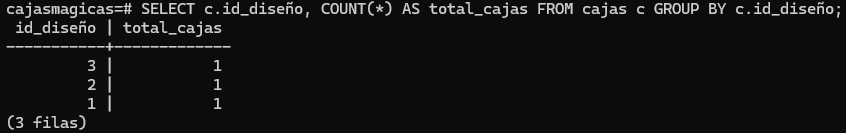 cajasmagicas=# SELECT c.id_diseño, COUNT(*) AS total_cajas FROM cajas c GROUP BY c.id_diseño;
 id_diseño | total_cajas
-----------+-------------
         3 |           1
         2 |           1
         1 |           1
(3 filas)